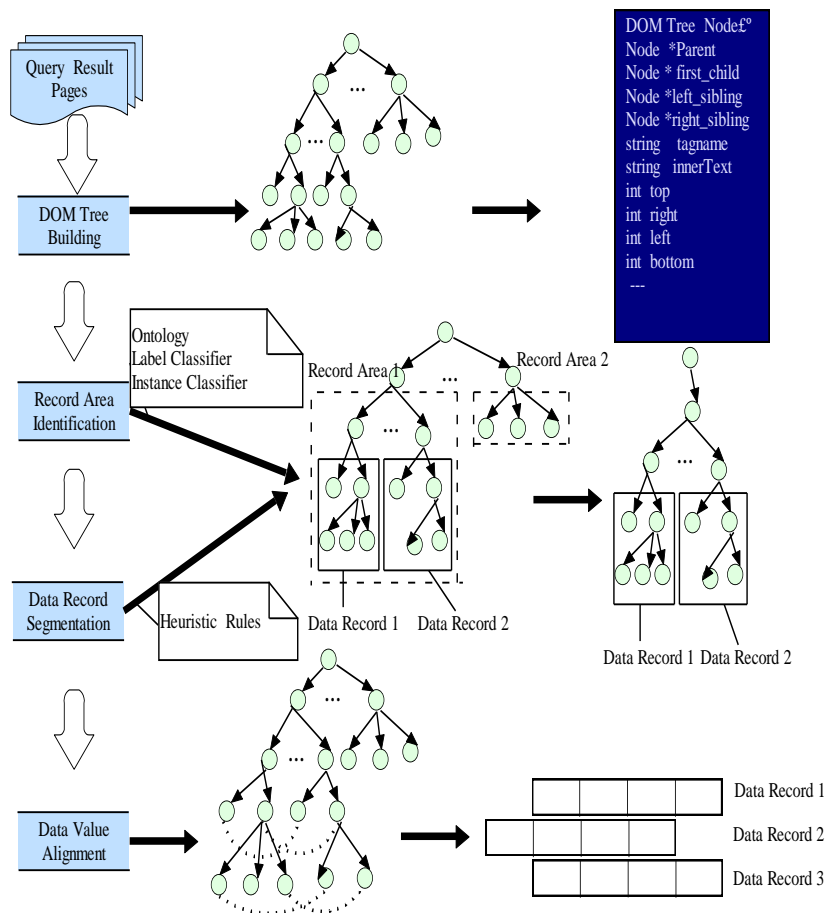 Query Result
Pages
DOM Tree Node£º
Node *Parent
Node * first_child
Node *left_sibling
Node *right_sibling
string tagname
string innerText
int top
int right
int left
int bottom
---
...
...
DOM Tree
Building
Ontology
Label Classifier
Instance Classifier
Record Area 1
Record Area 2
...
...
...
Record Area
Identification
Data Record
Segmentation
Heuristic Rules
Data Record 1
Data Record 2
Data Record 1
Data Record 2
...
...
Data Value
Alignment
Data Record 1
Data Record 2
Data Record 3